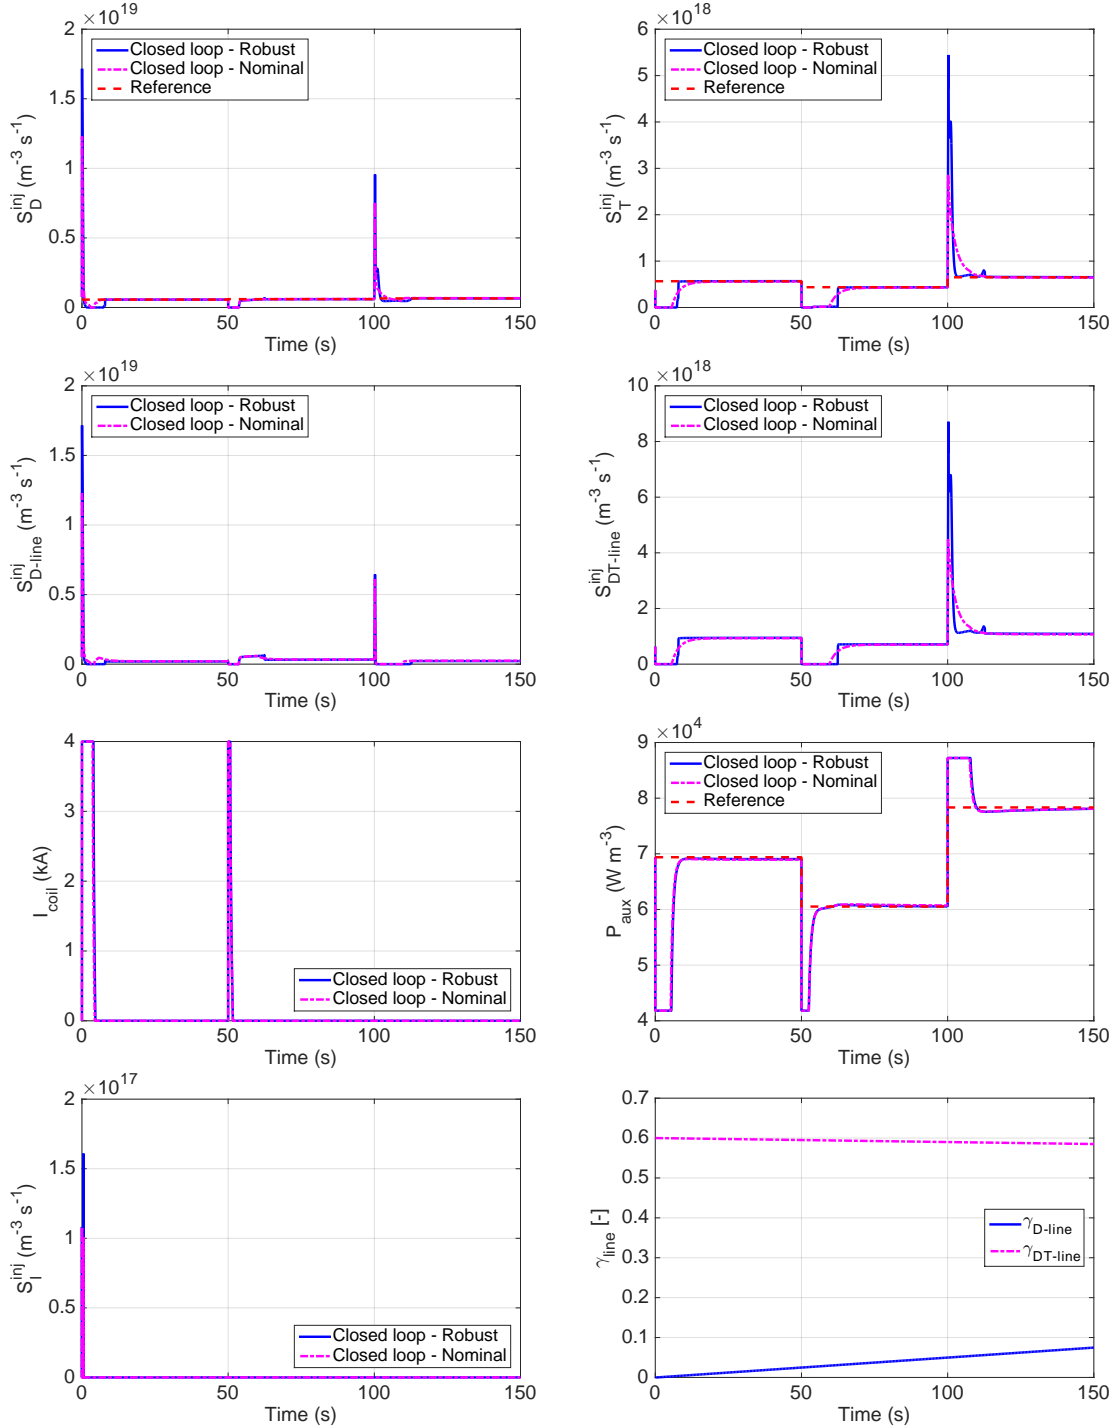 ×10^19
2
1.5
1
0.5
0
S_D^inj (m^-3 s^-1)
Closed loop - Robust
Closed loop - Nominal
Reference
0 50 100 150
Time (s)
×10^18
6
5
4
3
2
1
0
S_T^inj (m^-3 s^-1)
Closed loop - Robust
Closed loop - Nominal
Reference
0 50 100 150
Time (s)
×10^19
2
1.5
1
0.5
0
S_D-line^inj (m^-3 s^-1)
Closed loop - Robust
Closed loop - Nominal
0 50 100 150
Time (s)
×10^18
10
8
6
4
2
0
S_DT-line^inj (m^-3 s^-1)
Closed loop - Robust
Closed loop - Nominal
0 50 100 150
Time (s)
4
3
2
1
0
I_coil (kA)
Closed loop - Robust
Closed loop - Nominal
0 50 100 150
Time (s)
×10^4
9
8
7
6
5
4
P_aux (W m^-3)
Closed loop - Robust
Closed loop - Nominal
Reference
0 50 100 150
Time (s)
×10^17
2
1.5
1
0.5
0
S_I^inj (m^-3 s^-1)
Closed loop - Robust
Closed loop - Nominal
0 50 100 150
Time (s)
0.7
0.6
0.5
0.4
0.3
0.2
0.1
0
γ_line [-]
γ_D-line
γ_DT-line
0 50 100 150
Time (s)